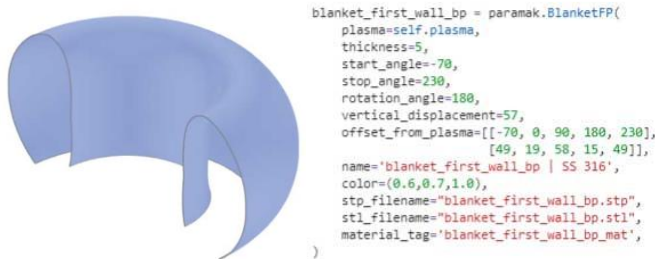 blanket_first_wall_bp = paramak.BlanketFP(
    plasma=self.plasma,
    thickness=5,
    start_angle=-70,
    stop_angle=230,
    rotation_angle=180,
    vertical_displacement=57,
    offset_from_plasma=[[-70, 0, 90, 180, 230],
                        [49, 19, 58, 15, 49]],
    name='blanket_first_wall_bp | SS 316',
    color=(0.6,0.7,1.0),
    stp_filename="blanket_first_wall_bp.stp",
    stl_filename="blanket_first_wall_bp.stl",
    material_tag='blanket_first_wall_bp_mat',
)